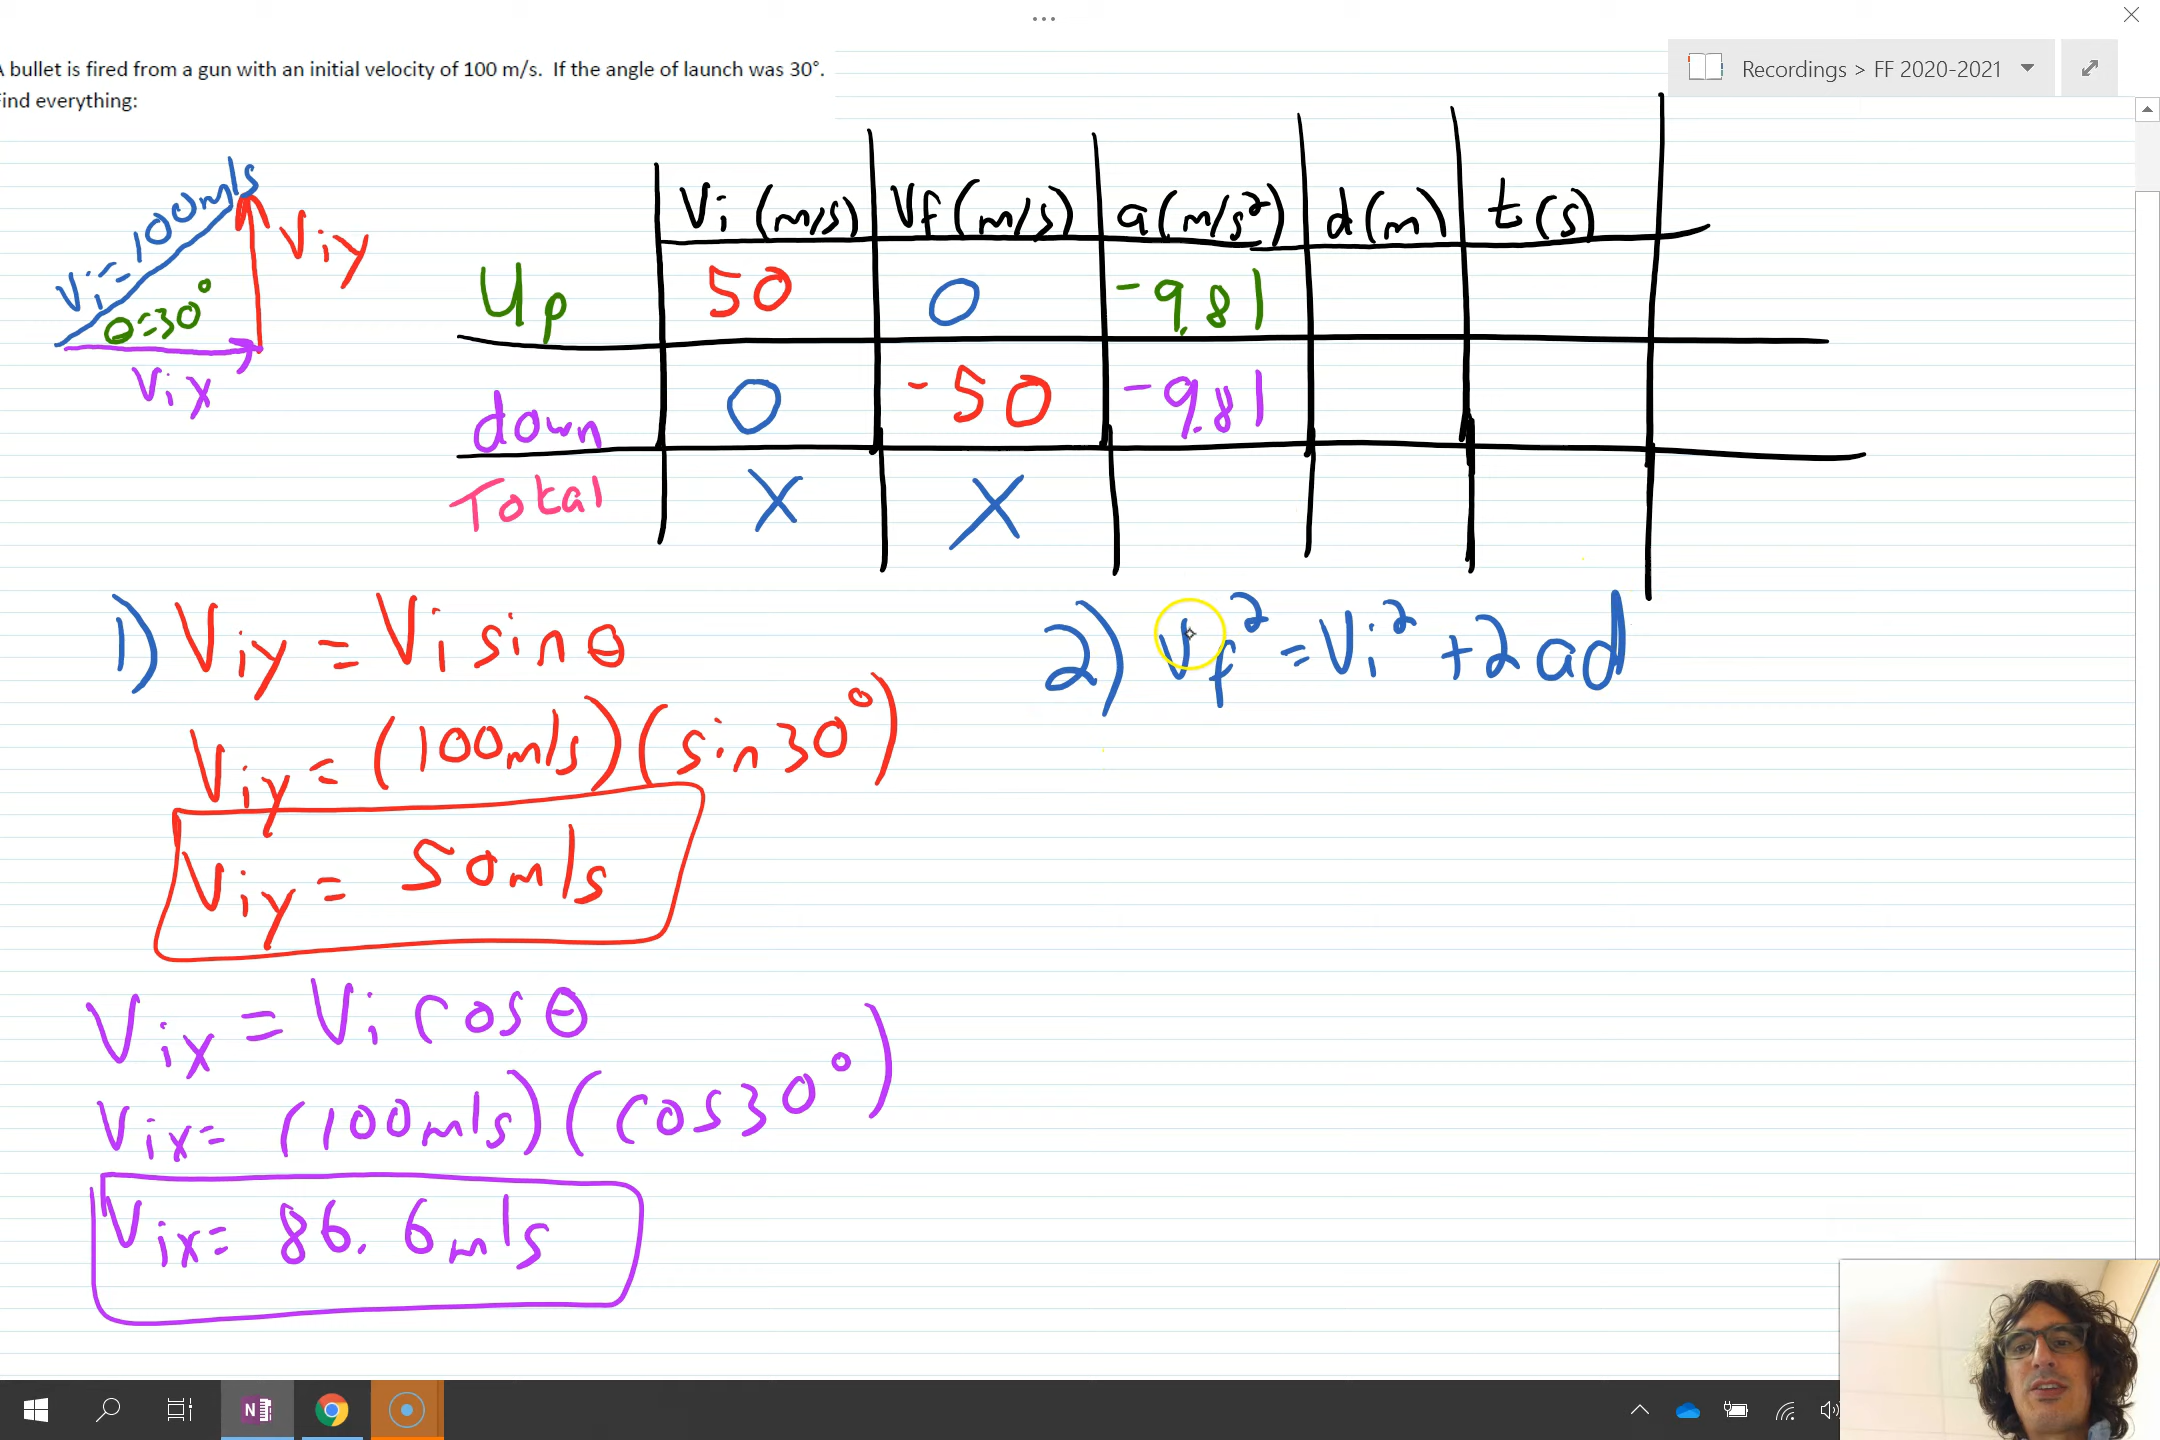 A bullet is fired from a gun with an initial velocity of 100 m/s. If the angle of launch was 30°.
Find everything:
Recordings > FF 2020-2021
Vi = 100m/s
θ=30°
Viy
Vix
Vi (m/s) Vf (m/s) a (m/s²) d (m) t (s)
Up 50 0 -9.81
down 0 -50 -9.81
Total X X
1) Viy = Vi sin θ
Viy = (100m/s)(sin 30°)
Viy = 50m/s
Vix = Vi cos θ
Vix = (100m/s)(cos 30°)
Vix = 86.6m/s
2) Vf² = Vi² + 2 ad
N